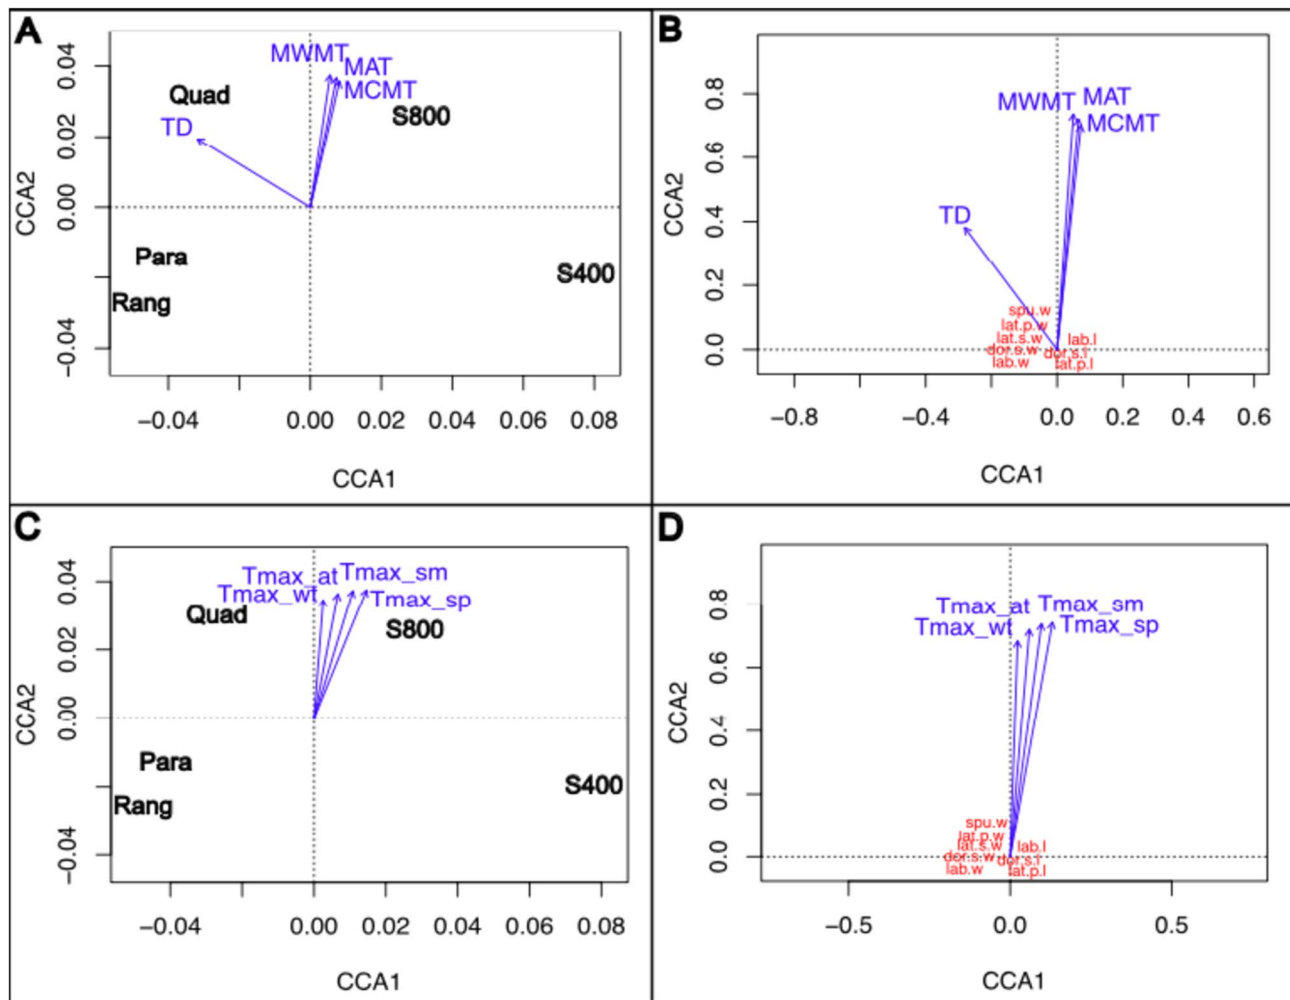 A
MWMT
MAT
MCMT
Quad
S800
TD
Para
Rang
S400
CCA2
0.04
0.02
0.00
−0.04
−0.04
0.00
0.02
0.04
0.06
0.08
CCA1
B
MWMT
MAT
MCMT
TD
spu.w
lat.p.w
lat.s.w
lab.l
dor.s.w
dor.s.l
lab.w
lat.p.l
CCA2
0.8
0.6
0.4
0.2
0.0
−0.8
−0.4
0.0
0.2
0.4
0.6
CCA1
C
Tmax_at
Tmax_sm
Tmax_wt
Tmax_sp
Quad
S800
Para
Rang
S400
CCA2
0.04
0.02
0.00
−0.04
−0.04
0.00
0.02
0.04
0.06
0.08
CCA1
D
Tmax_at
Tmax_sm
Tmax_wt
Tmax_sp
spu.w
lat.p.w
lat.s.w
lab.l
dor.s.w
dor.s.l
lab.w
lat.p.l
CCA2
0.8
0.6
0.4
0.2
0.0
−0.5
0.0
0.5
CCA1